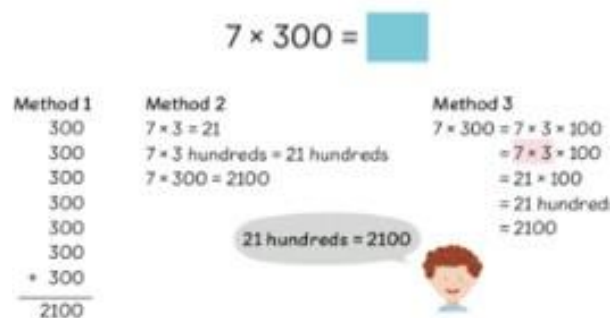 7 × 300 =
Method 1
300
300
300
300
300
300
+ 300
2100
Method 2
7 × 3 = 21
7 × 3 hundreds = 21 hundreds
7 × 300 = 2100
21 hundreds = 2100
Method 3
7 × 300 = 7 × 3 × 100
= 7 × 3 × 100
= 21 × 100
= 21 hundred
= 2100